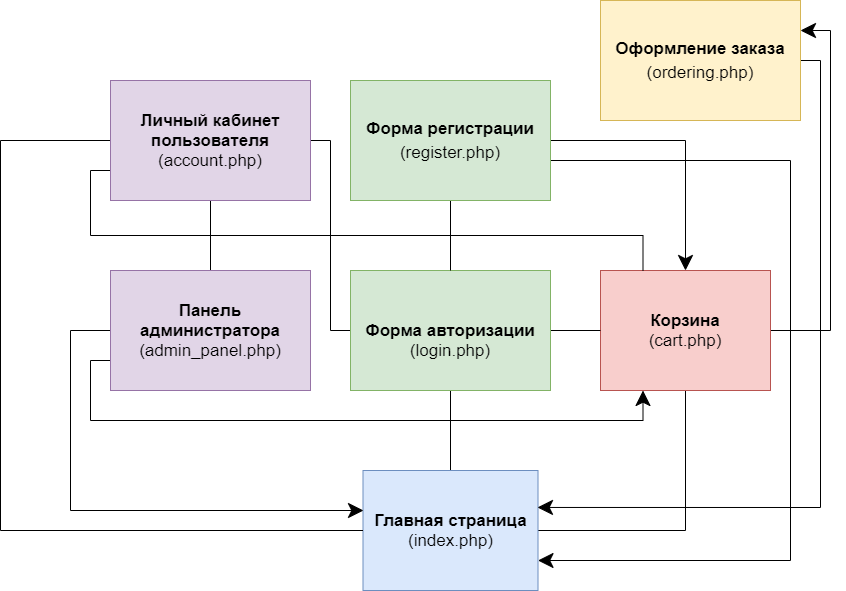 Оформление заказа
(ordering.php)
Личный кабинет
пользователя
(account.php)
Форма регистрации
(register.php)
Панель
администратора
(admin_panel.php)
Форма авторизации
(login.php)
Корзина
(cart.php)
Главная страница
(index.php)